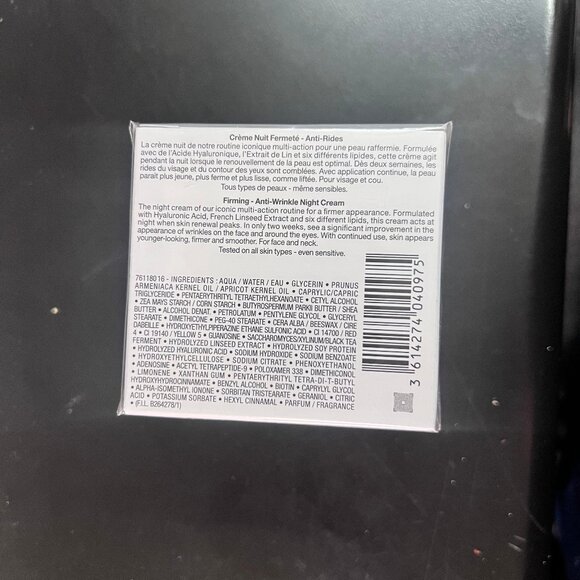 Crème Nuit Fermeté - Anti-Rides
La crème nuit de notre routine iconique multi-action pour une peau raffermie. Formulée
avec de l'Acide Hyaluronique, l'Extrait de Lin et six différents lipides, cette crème agit
pendant la nuit lorsque le renouvellement de la peau est optimal. Dès deux semaines, les
rides du visage et du contour des yeux sont corrigées. Avec application continue, la peau
paraît plus jeune, plus ferme et plus lisse, comme liftée. Pour visage et cou.
Tous types de peaux - même sensibles.
Firming - Anti-Wrinkle Night Cream
The night cream of our iconic multi-action routine for a firmer appearance. Formulated
with Hyaluronic Acid, French Linseed Extract and six different lipids, this cream acts at
night when skin renewal peaks. In only two weeks, see a significant improvement in the
appearance of wrinkles on the face and around the eyes. With continued use, skin appears
younger-looking, firmer and smoother. For face and neck.
Tested on all skin types - even sensitive.
761180 16 - INGREDIENTS : AQUA / WATER / EAU • GLYCERIN • PRUNUS
ARMENIACA KERNEL OIL / APRICOT KERNEL OIL • CAPRYLIC/CAPRIC
TRIGLYCERIDE • PENTAERYTHRITYL TETRAETHYLHEXANOATE • CETYL ALCOHOL
• ZEA MAYS STARCH / CORN STARCH • BUTYROSPERMUM PARKII BUTTER / SHEA
BUTTER • ALCOHOL DENAT. • PETROLATUM • PENTYLENE GLYCOL • GLYCERYL
STEARATE • DIMETHICONE • PEG-40 STEARATE • CERA ALBA / BEESWAX / CIRE
DABEILLE • HYDROXYETHYLPIPERAZINE ETHANE SULFONIC ACID • CI 14700 / RED
4 • CI 19140 / YELLOW 5 • GUANOSINE • SACCHAROMYCES/XYLINUM/BLACK TEA
FERMENT • HYDROLYZED LINSEED EXTRACT • HYDROLYZED SOY PROTEIN
• HYDROLYZED HYALURONIC ACID • SODIUM HYDROXIDE • SODIUM BENZOATE
• HYDROXYETHYLCELLULOSE • SODIUM CITRATE • PHENOXYETHANOL
• ADENOSINE • ACETYL TETRAPEPTIDE-9 • POLOXAMER 338 • DIMETHICONOL
• LIMONENE • XANTHAN GUM • PENTAERYTHRITYL TETRA-DI-T-BUTYL
HYDROXYHYDROCINNAMATE • BENZYL ALCOHOL • BIOTIN • CAPRYLYL GLYCOL
• ALPHA-ISOMETHYL IONONE • SORBITAN TRISTEARATE • GERANIOL • CITRIC
ACID • POTASSIUM SORBATE • HEXYL CINNAMAL • PARFUM / FRAGRANCE
• (F.I.L. B264278/1)
3 614274 040975